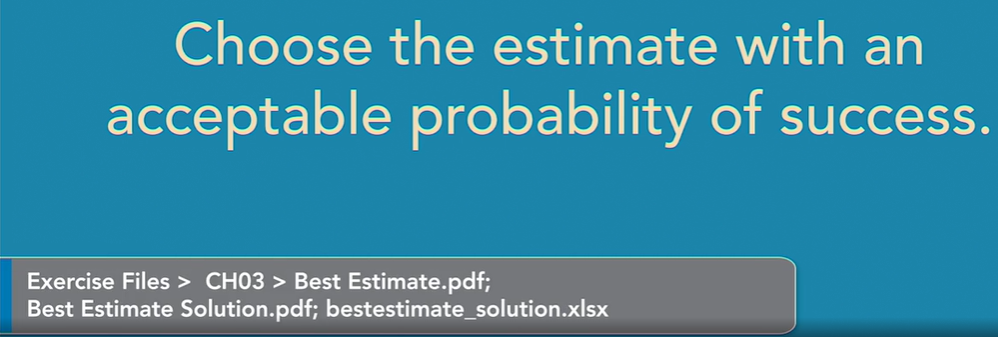 Choose the estimate with an
acceptable probability of success.
Exercise Files >  CH03 > Best Estimate.pdf;
Best Estimate Solution.pdf; bestestimate_solution.xlsx